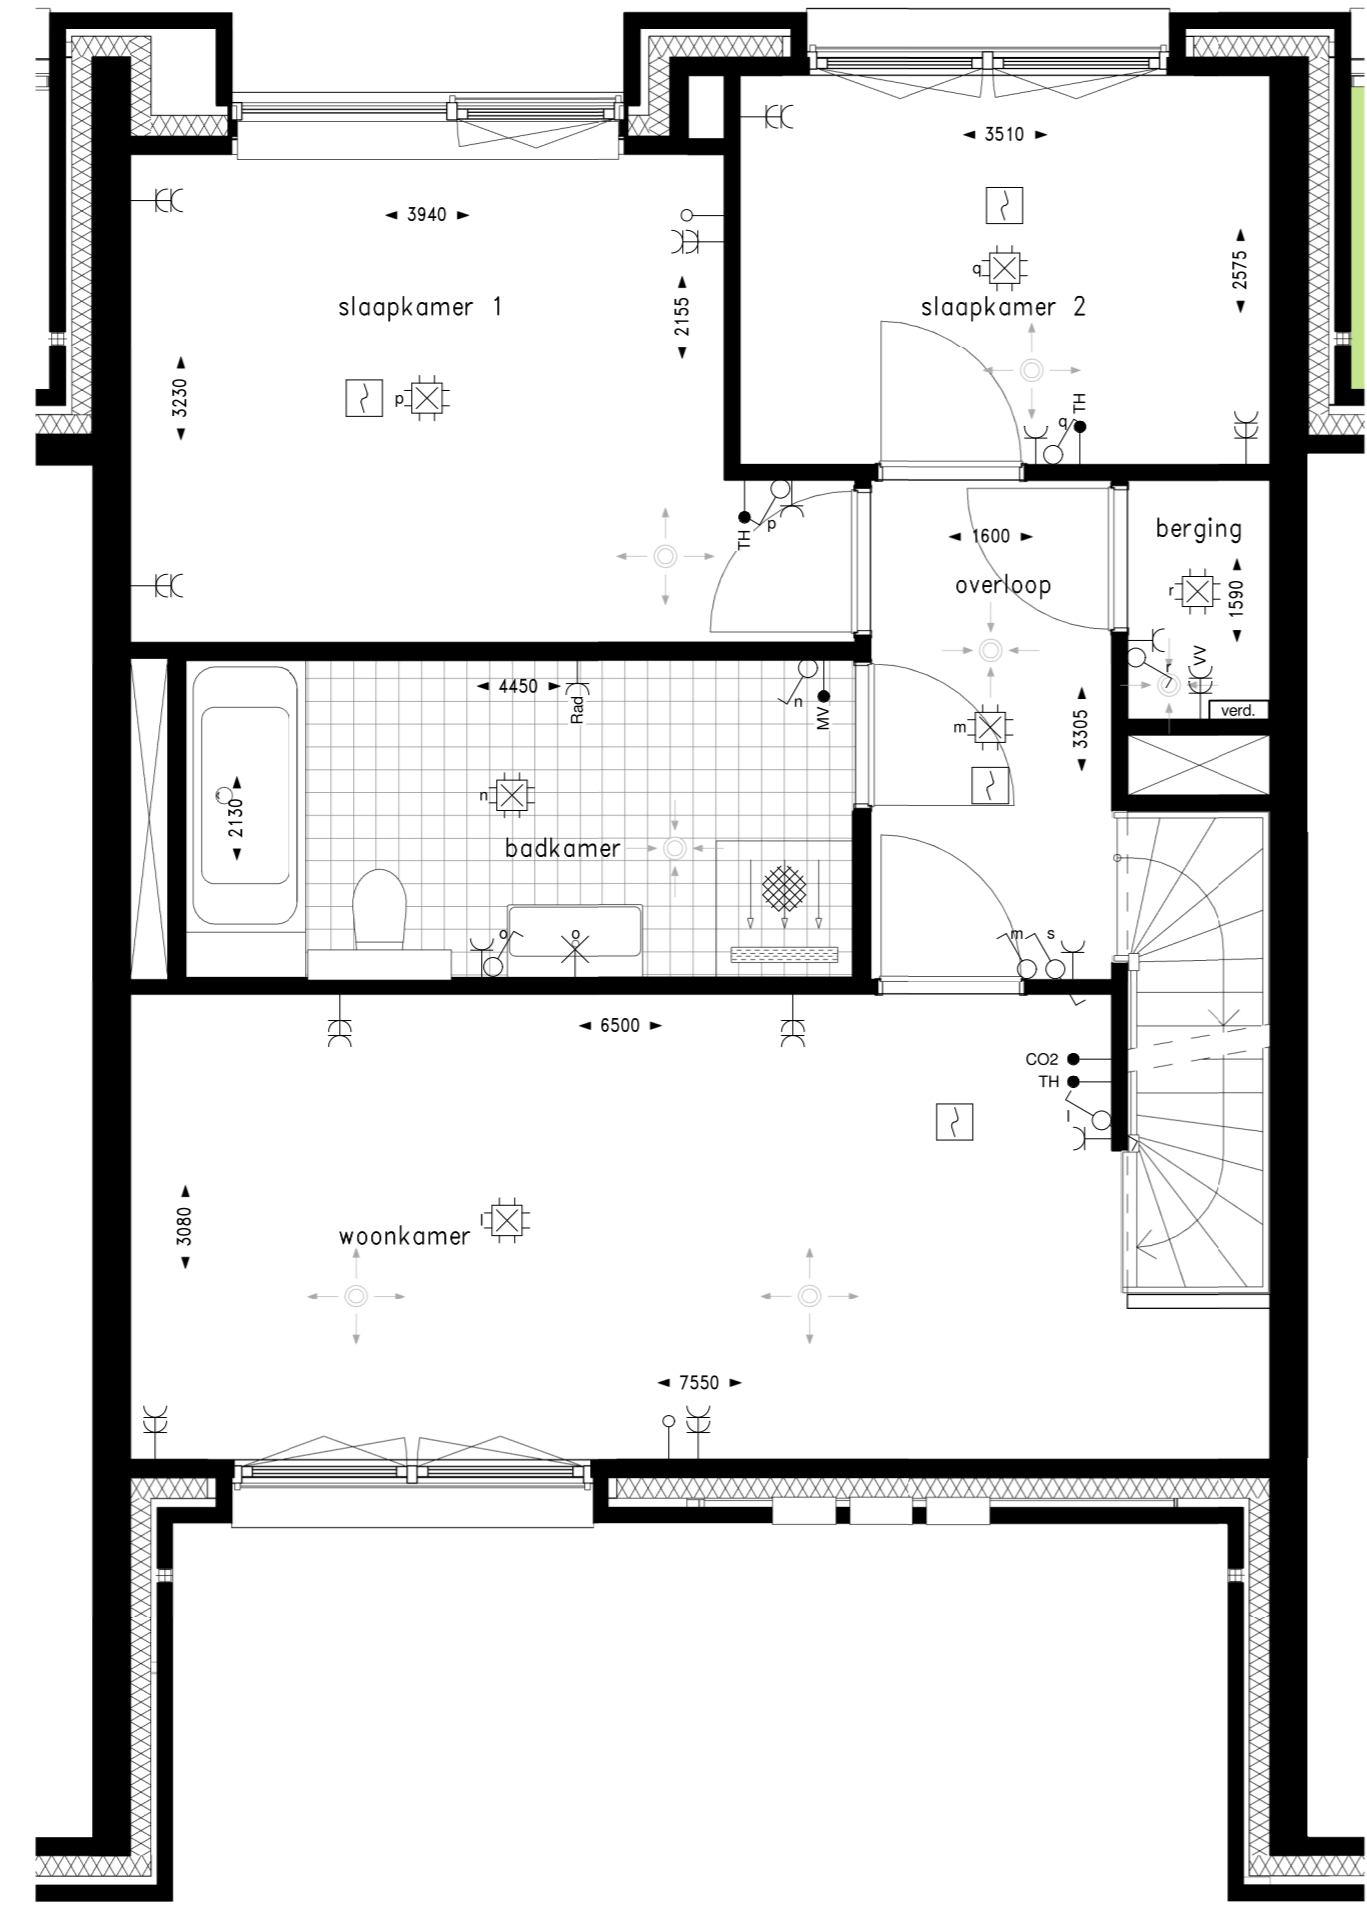 3510
3940
2575
q
slaapkamer 1
2155
slaapkamer 2
3230
p
TH
q
p
TH
berging
1600
overloop
r
1590
r
VV
4450
Rad
n
MV
m
3305
verd.
n
2130
badkamer
o
o
m
s
6500
CO2
TH
l
3080
l
woonkamer
7550